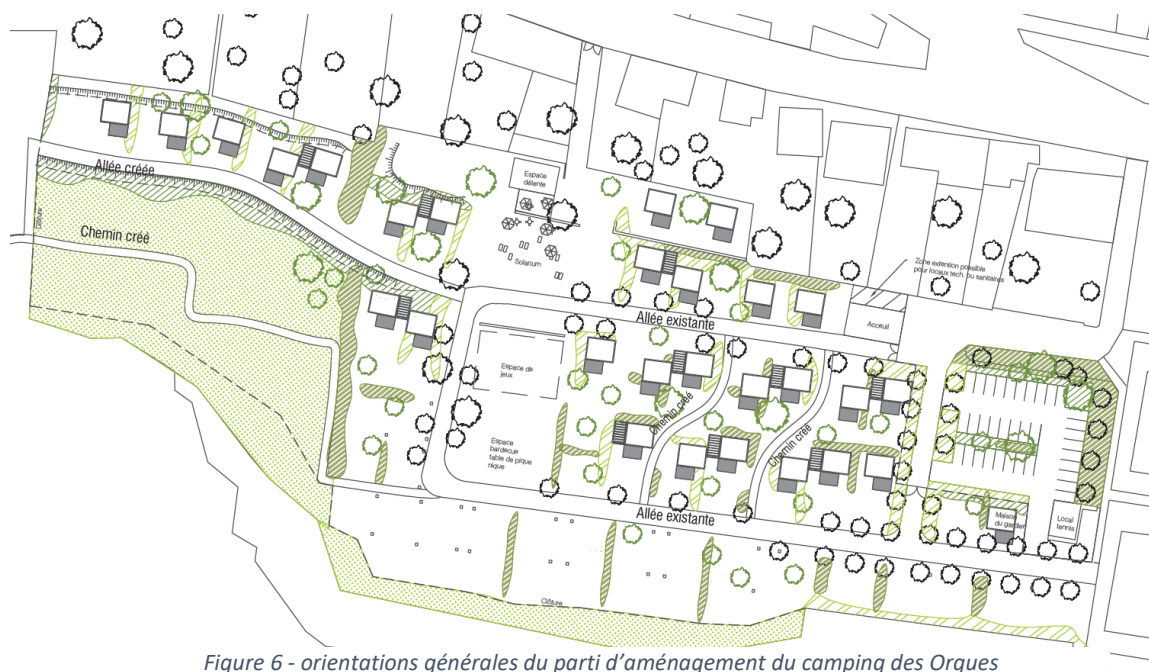 Allée créée
Clôture
Chemin créé
Espace
détente
Solarium
Zone extention possible
pour locaux tech. ou sanitaires
Allée existante
Acceuil
Espace de
jeux
Chemin créé
Chemin créé
Espace
barbecue
table de pique
nique
Allée existante
Maison
du gardien
Local
tennis
Clôture
Figure 6 - orientations générales du parti d'aménagement du camping des Orgues